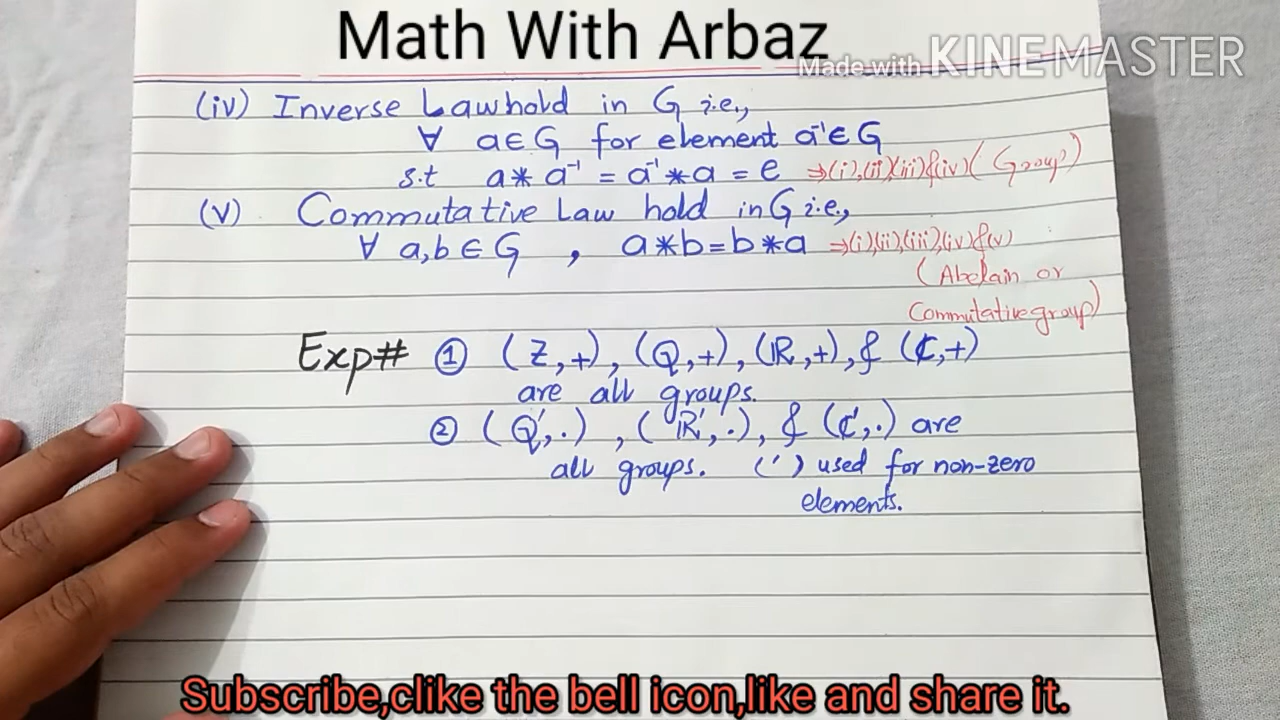 Math With Arbaz
Made with KINEMASTER
(iv) Inverse Law hold in G i.e.,
∀ a∈G for element a⁻¹∈G
s.t a * a⁻¹ = a⁻¹ * a = e ⇒(i),(ii)(iii)&(iv)(Group)
(v) Commutative Law hold in G i.e.,
∀ a,b ∈ G , a*b=b*a ⇒(i)(ii),(iii),(iv)&(v)
(Abelain or
Commutative group)
Exp# ① (Z,+), (Q,+), (ℝ,+), & (ℂ,+)
are all groups.
② (Q',.) , (ℝ',.), & (ℂ',.) are
all groups. (') used for non-zero
elements.
Subscribe,clike the bell icon,like and share it.